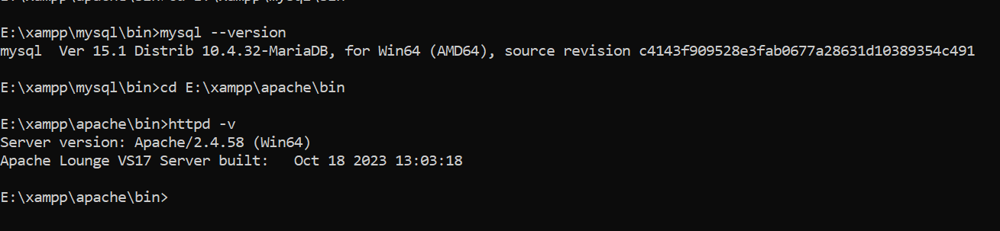 E:\xampp\mysql\bin>mysql --version
mysql  Ver 15.1 Distrib 10.4.32-MariaDB, for Win64 (AMD64), source revision c4143f909528e3fab0677a28631d10389354c491
E:\xampp\mysql\bin>cd E:\xampp\apache\bin
E:\xampp\apache\bin>httpd -v
Server version: Apache/2.4.58 (Win64)
Apache Lounge VS17 Server built:   Oct 18 2023 13:03:18
E:\xampp\apache\bin>